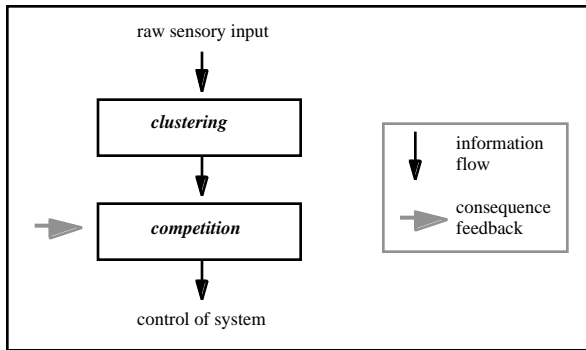 raw sensory input
clustering
competition
control of system
information
flow
consequence
feedback